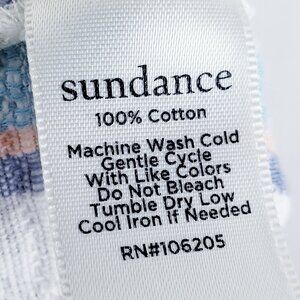 sundance
100% Cotton
Machine Wash Cold
Gentle Cycle
With Like Colors
Do Not Bleach
Tumble Dry Low
Cool Iron If Needed
RN#106205